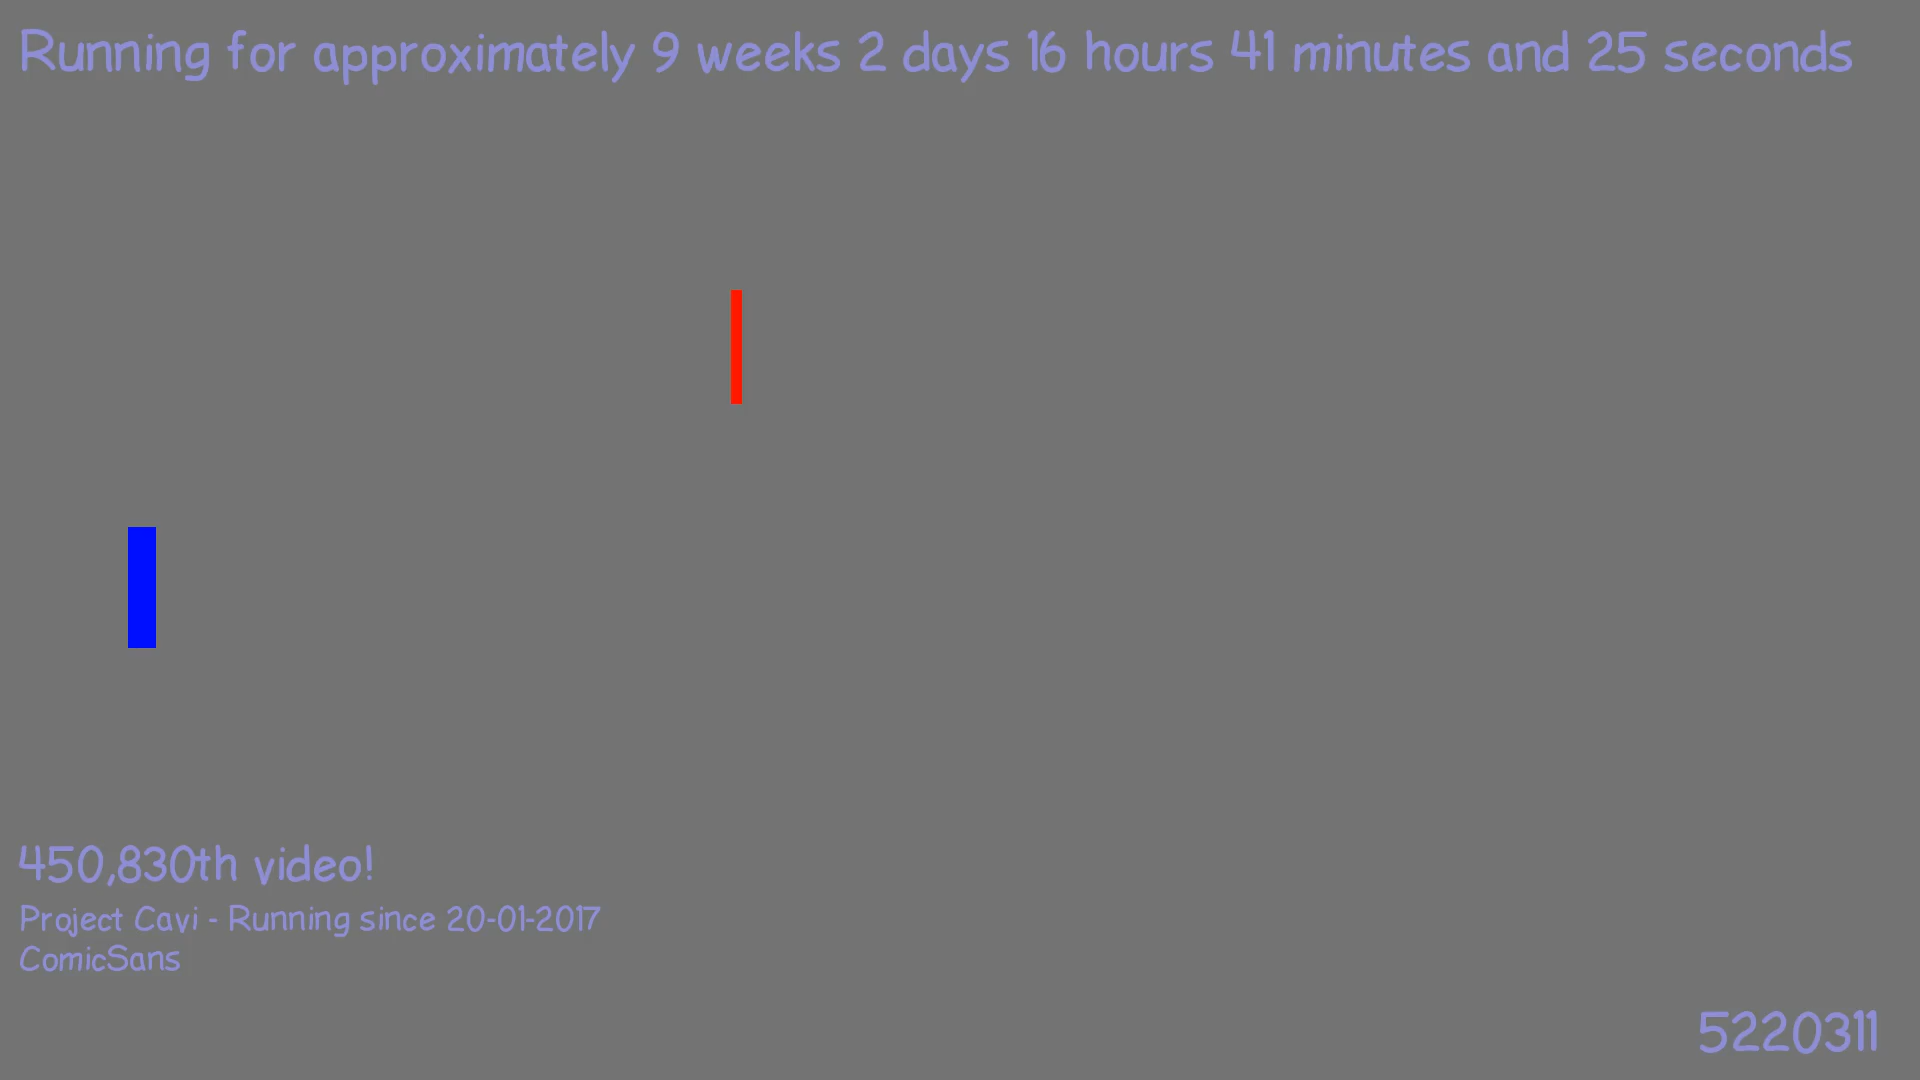 Running for approximately 9 weeks 2 days 16 hours 41 minutes and 25 seconds
450,830th video!
Project Cavi - Running since 20-01-2017
ComicSans
5220311